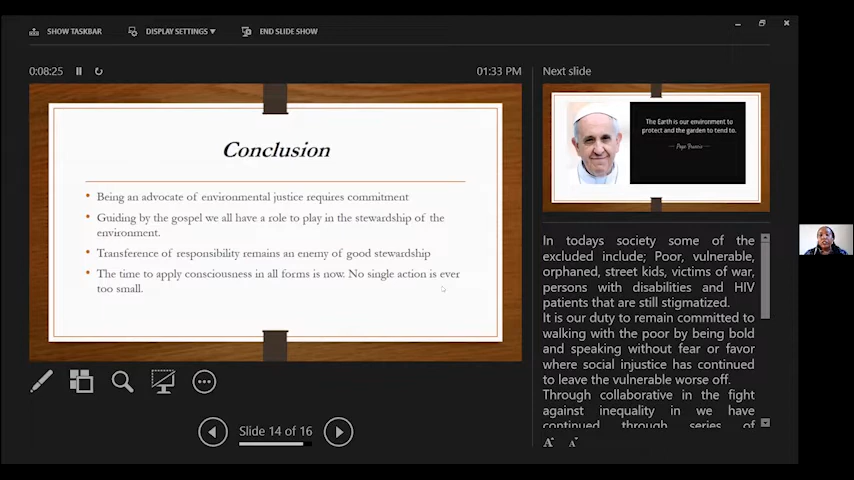 SHOW TASKBAR
DISPLAY SETTINGS ▼
END SLIDE SHOW
0:08:25
01:33 PM
Next slide
Conclusion
• Being an advocate of environmental justice requires commitment
• Guiding by the gospel we all have a role to play in the stewardship of the
environment.
• Transference of responsibility remains an enemy of good stewardship
• The time to apply consciousness in all forms is now. No single action is ever
too small.
The Earth is our environment to
protect and the garden to tend to.
— Pope Francis —
In todays society some of the
excluded include; Poor, vulnerable,
orphaned, street kids, victims of war,
persons with disabilities and HIV
patients that are still stigmatized.
It is our duty to remain committed to
walking with the poor by being bold
and speaking without fear or favor
where social injustice has continued
to leave the vulnerable worse off.
Through collaborative in the fight
against inequality in we have
continued through series of
Slide 14 of 16
A A